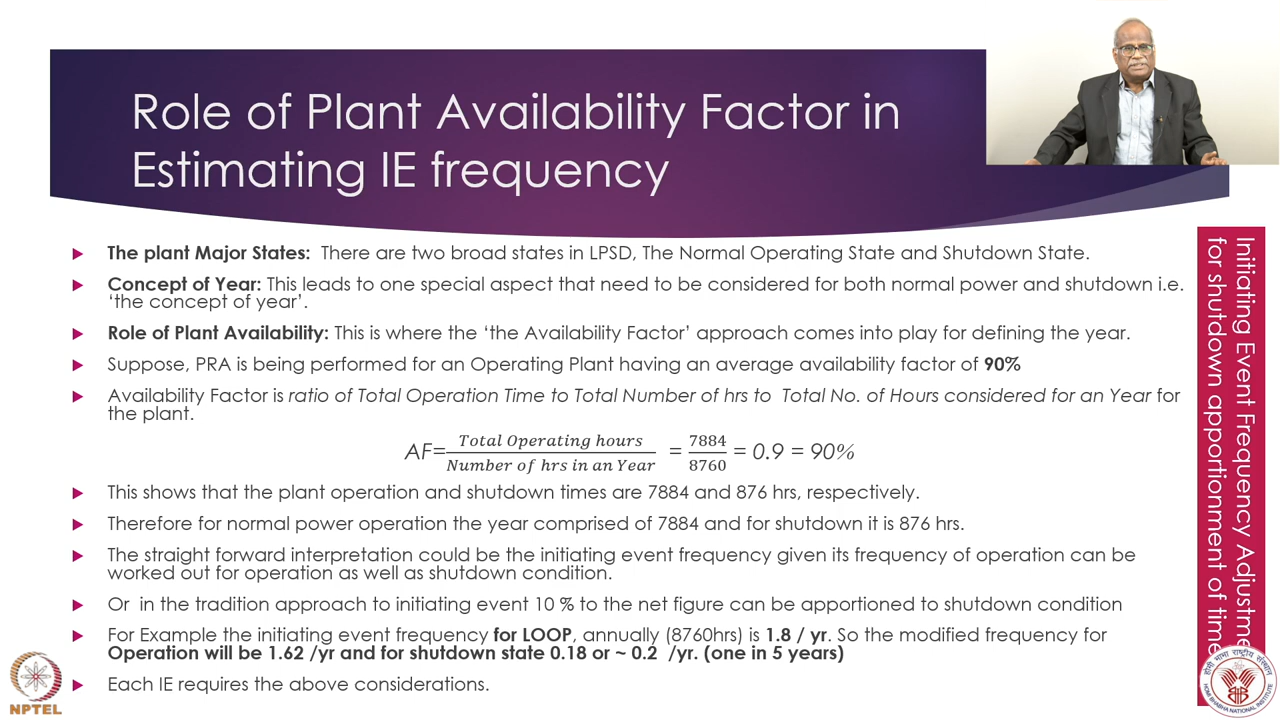 Role of Plant Availability Factor in
Estimating IE frequency
The plant Major States: There are two broad states in LPSD, The Normal Operating State and Shutdown State.
Concept of Year: This leads to one special aspect that need to be considered for both normal power and shutdown i.e.
‘the concept of year’.
Role of Plant Availability: This is where the ‘the Availability Factor’ approach comes into play for defining the year.
Suppose, PRA is being performed for an Operating Plant having an average availability factor of 90%
Availability Factor is ratio of Total Operation Time to Total Number of hrs to Total No. of Hours considered for an Year for
the plant.
AF= Total Operating hours / Number of hrs in an Year = 7884 / 8760 = 0.9 = 90%
This shows that the plant operation and shutdown times are 7884 and 876 hrs, respectively.
Therefore for normal power operation the year comprised of 7884 and for shutdown it is 876 hrs.
The straight forward interpretation could be the initiating event frequency given its frequency of operation can be
worked out for operation as well as shutdown condition.
Or in the tradition approach to initiating event 10 % to the net figure can be apportioned to shutdown condition
For Example the initiating event frequency for LOOP, annually (8760hrs) is 1.8 / yr. So the modified frequency for
Operation will be 1.62 /yr and for shutdown state 0.18 or ~ 0.2 /yr. (one in 5 years)
Each IE requires the above considerations.
Initiating Event Frequency Adjustme
for shutdown apportionment of time
NPTEL